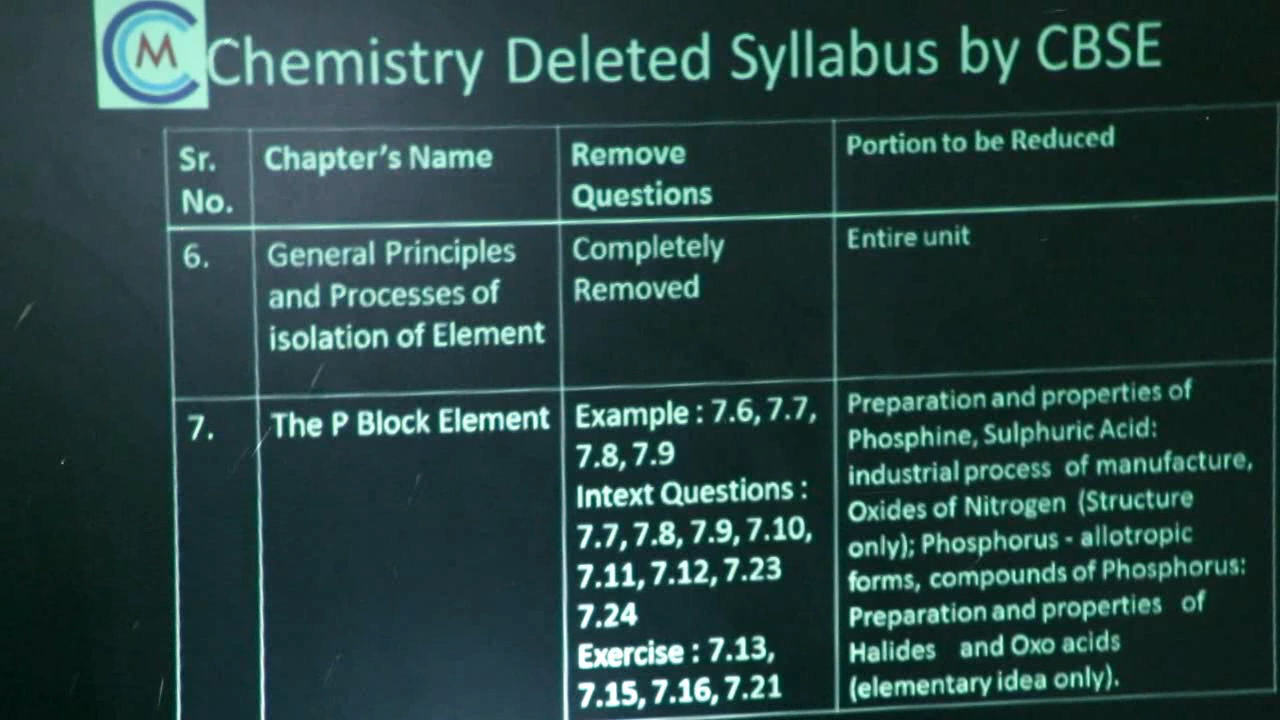 CMC
Chemistry Deleted Syllabus by CBSE
Sr.
No.
Chapter's Name
Remove
Questions
Portion to be Reduced
6.
General Principles
and Processes of
isolation of Element
Completely
Removed
Entire unit
7.
The P Block Element
Example : 7.6, 7.7,
7.8, 7.9
Intext Questions :
7.7, 7.8, 7.9, 7.10,
7.11, 7.12, 7.23
7.24
Exercise : 7.13,
7.15, 7.16, 7.21
Preparation and properties of
Phosphine, Sulphuric Acid:
industrial process of manufacture,
Oxides of Nitrogen (Structure
only); Phosphorus - allotropic
forms, compounds of Phosphorus:
Preparation and properties of
Halides and Oxo acids
(elementary idea only).